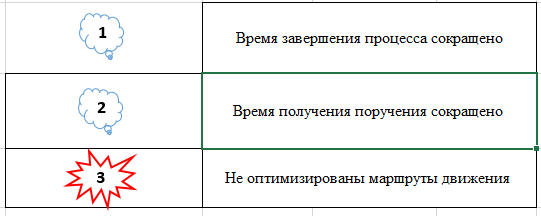 1
Время завершения процесса сокращено
2
Время получения поручения сокращено
3
Не оптимизированы маршруты движения